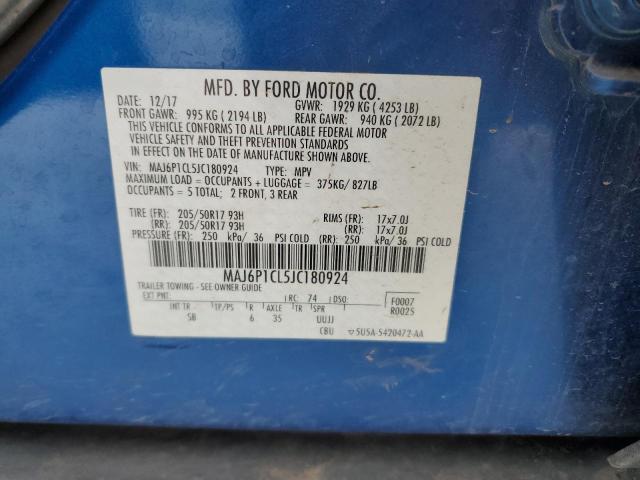 MFD. BY FORD MOTOR CO.
DATE: 12/17 GVWR: 1929 KG ( 4253 LB)
FRONT GAWR: 995 KG ( 2194 LB) REAR GAWR: 940 KG ( 2072 LB)
THIS VEHICLE CONFORMS TO ALL APPLICABLE FEDERAL MOTOR
VEHICLE SAFETY AND THEFT PREVENTION STANDARDS
IN EFFECT ON THE DATE OF MANUFACTURE SHOWN ABOVE.
VIN: MAJ6P1CL5JC180924 TYPE: MPV
MAXIMUM LOAD = OCCUPANTS + LUGGAGE = 375KG/ 827LB
OCCUPANTS = 5 TOTAL; 2 FRONT, 3 REAR
TIRE (FR): 205/50R17 93H RIMS (FR): 17x7.0J
(RR): 205/50R17 93H (RR): 17x7.0J
PRESSURE (FR): 250 kPa/ 36 PSI COLD (RR): 250 kPa/ 36 PSI COLD
MAJ6P1CL5JC180924
TRAILER TOWING - SEE OWNER GUIDE
EXT PNT: RC: 74 DSO: F0007
INT TR TP/PS R AXLE TR SPR R0025
SB 6 35 UUJJ
CBU 5U5A-5420472-AA